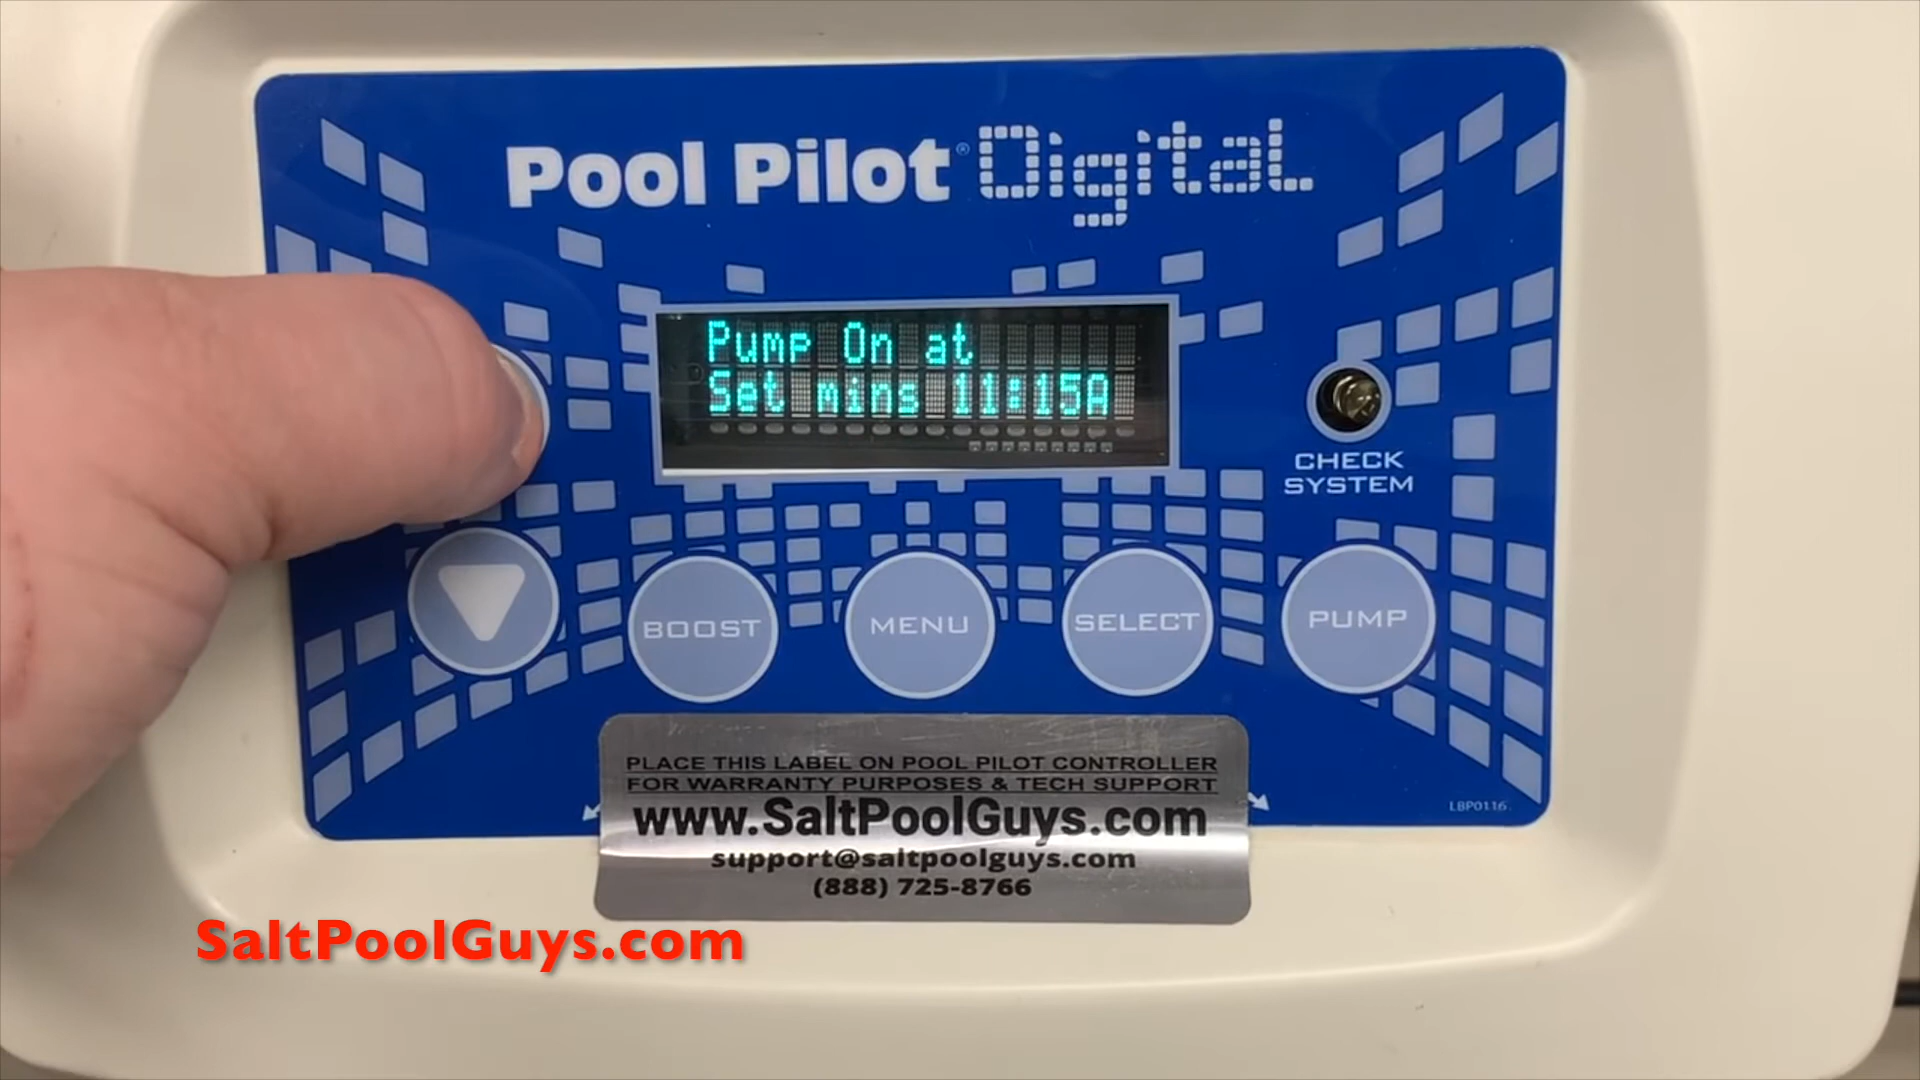 Pool Pilot® Digital
Pump On at
Set mins 11:15A
CHECK
SYSTEM
BOOST
MENU
SELECT
PUMP
PLACE THIS LABEL ON POOL PILOT CONTROLLER
FOR WARRANTY PURPOSES & TECH SUPPORT
www.SaltPoolGuys.com
support@saltpoolguys.com
(888) 725-8766
LBP0116
SaltPoolGuys.com